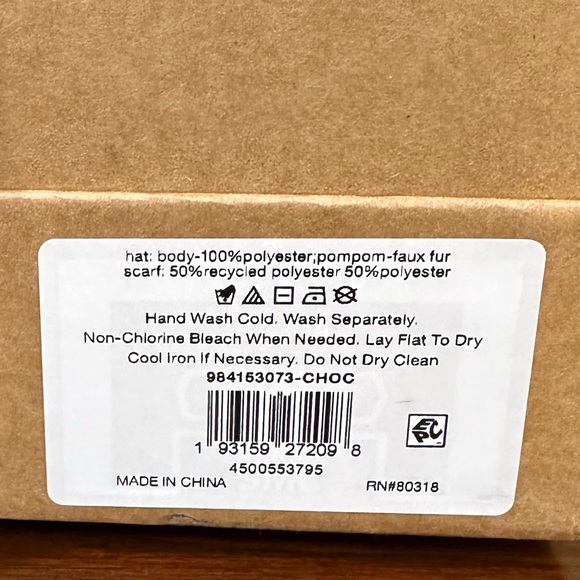 hat: body-100%polyester;pompom-faux fur
scarf: 50%recycled polyester 50%polyester
Hand Wash Cold. Wash Separately.
Non-Chlorine Bleach When Needed. Lay Flat To Dry
Cool Iron If Necessary. Do Not Dry Clean
984153073-CHOC
1 93159 27209 8
4500553795
MADE IN CHINA
RN#80318